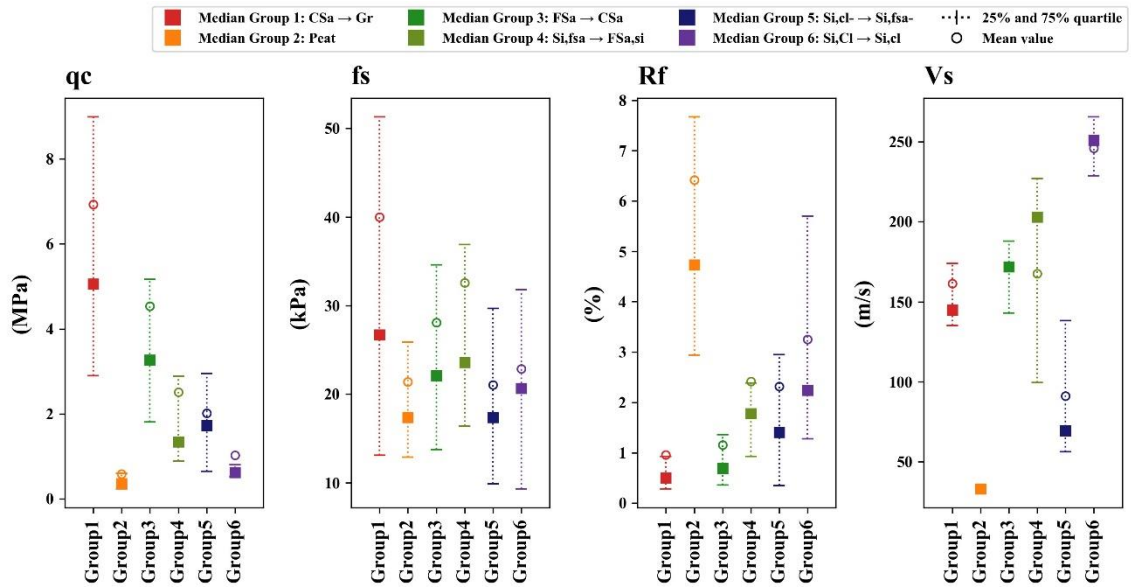 Median Group 1: CSa → Gr
Median Group 3: FSa → CSa
Median Group 5: Si,cl- → Si,fsa-
25% and 75% quartile
Median Group 2: Peat
Median Group 4: Si,fsa → FSa,si
Median Group 6: Si,Cl → Si,cl
Mean value
qc
fs
Rf
Vs
(MPa)
8
6
4
2
0
Group1
Group2
Group3
Group4
Group5
Group6
(kPa)
50
40
30
20
10
Group1
Group2
Group3
Group4
Group5
Group6
(%)
8
7
6
5
4
3
2
1
0
Group1
Group2
Group3
Group4
Group5
Group6
(m/s)
250
200
150
100
50
Group1
Group2
Group3
Group4
Group5
Group6